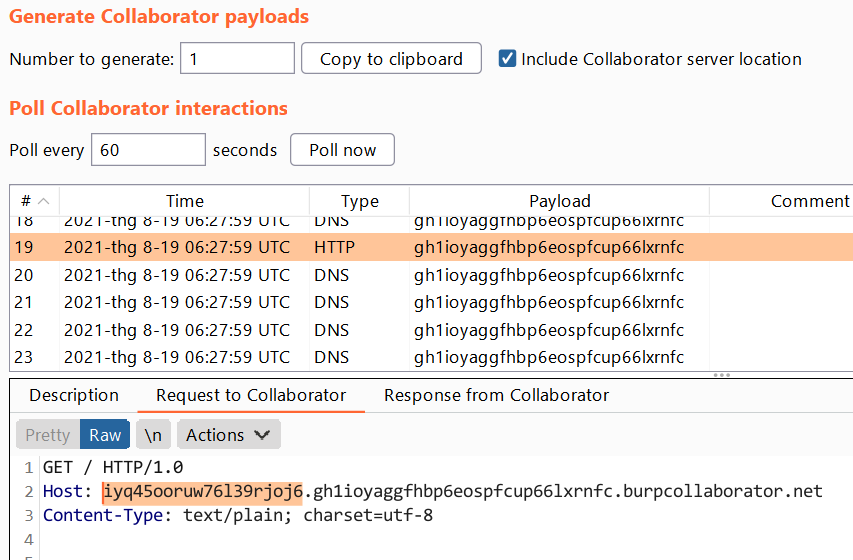 Generate Collaborator payloads
Number to generate: 1 Copy to clipboard Include Collaborator server location
Poll Collaborator interactions
Poll every 60 seconds Poll now
# Time Type Payload Comment
18 2021-thg 8-19 06:27:59 UTC DNS gh1ioyaggfhbp6eospfcup66lxrnfc
19 2021-thg 8-19 06:27:59 UTC HTTP gh1ioyaggfhbp6eospfcup66lxrnfc
20 2021-thg 8-19 06:27:59 UTC DNS gh1ioyaggfhbp6eospfcup66lxrnfc
21 2021-thg 8-19 06:27:59 UTC DNS gh1ioyaggfhbp6eospfcup66lxrnfc
22 2021-thg 8-19 06:27:59 UTC DNS gh1ioyaggfhbp6eospfcup66lxrnfc
23 2021-thg 8-19 06:27:59 UTC DNS gh1ioyaggfhbp6eospfcup66lxrnfc
Description Request to Collaborator Response from Collaborator
Pretty Raw \n Actions
1 GET / HTTP/1.0
2 Host: iyq45ooruw76l39rjoj6.gh1ioyaggfhbp6eospfcup66lxrnfc.burpcollaborator.net
3 Content-Type: text/plain; charset=utf-8
4